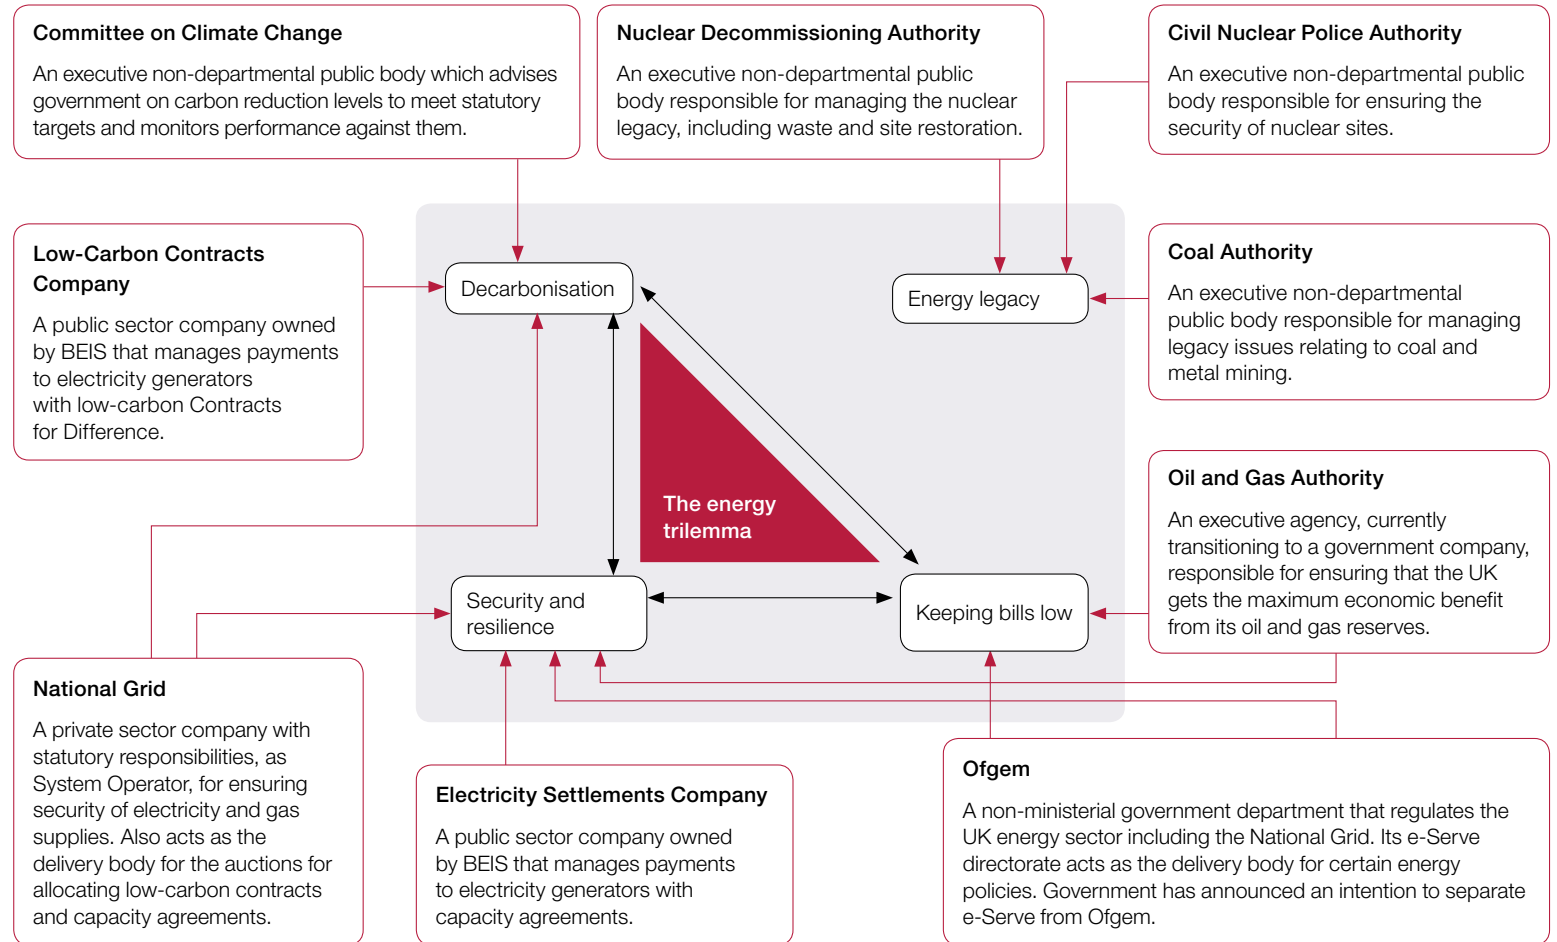 Committee on Climate Change
An executive non-departmental public body which advises
government on carbon reduction levels to meet statutory
targets and monitors performance against them.
Nuclear Decommissioning Authority
An executive non-departmental public
body responsible for managing the nuclear
legacy, including waste and site restoration.
Civil Nuclear Police Authority
An executive non-departmental public
body responsible for ensuring the
security of nuclear sites.
Low-Carbon Contracts
Company
A public sector company owned
by BEIS that manages payments
to electricity generators
with low-carbon Contracts
for Difference.
Decarbonisation
Energy legacy
Coal Authority
An executive non-departmental
public body responsible for managing
legacy issues relating to coal and
metal mining.
The energy
trilemma
Oil and Gas Authority
An executive agency, currently
transitioning to a government company,
responsible for ensuring that the UK
gets the maximum economic benefit
from its oil and gas reserves.
Security and
resilience
Keeping bills low
National Grid
A private sector company with
statutory responsibilities, as
System Operator, for ensuring
security of electricity and gas
supplies. Also acts as the
delivery body for the auctions for
allocating low-carbon contracts
and capacity agreements.
Electricity Settlements Company
A public sector company owned
by BEIS that manages payments
to electricity generators with
capacity agreements.
Ofgem
A non-ministerial government department that regulates the
UK energy sector including the National Grid. Its e-Serve
directorate acts as the delivery body for certain energy
policies. Government has announced an intention to separate
e-Serve from Ofgem.